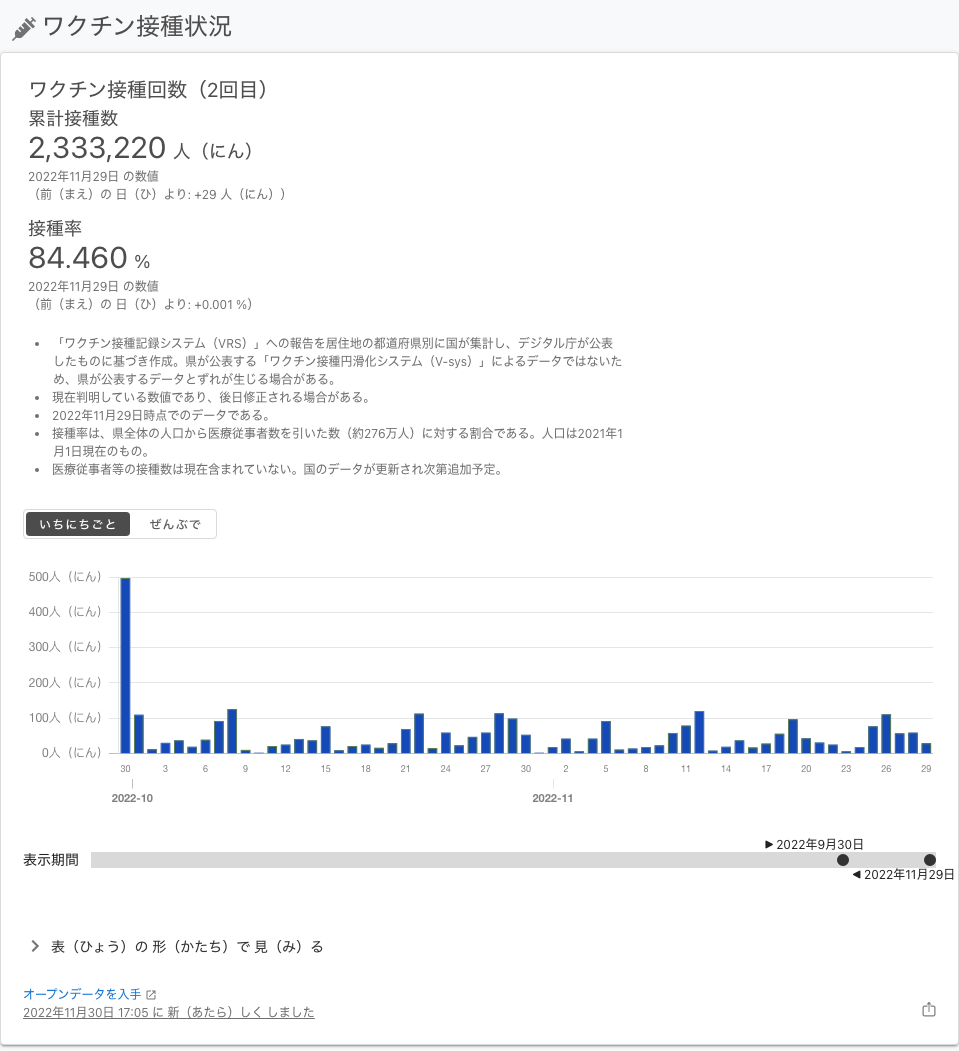 ワクチン接種状況
ワクチン接種回数（2回目）
累計接種数
2,333,220 人（にん）
2022年11月29日 の数値
（前（まえ）の 日（ひ）より: +29 人（にん））
接種率
84.460 %
2022年11月29日 の数値
（前（まえ）の 日（ひ）より: +0.001 %）
• 「ワクチン接種記録システム（VRS）」への報告を居住地の都道府県別に国が集計し、デジタル庁が公表
したものに基づき作成。県が公表する「ワクチン接種円滑化システム（V-sys）」によるデータではないた
め、県が公表するデータとずれが生じる場合がある。
• 現在判明している数値であり、後日修正される場合がある。
• 2022年11月29日時点でのデータである。
• 接種率は、県全体の人口から医療従事者数を引いた数（約276万人）に対する割合である。人口は2021年1
月1日現在のもの。
• 医療従事者等の接種数は現在含まれていない。国のデータが更新され次第追加予定。
いちにちごと ぜんぶで
500人（にん）
400人（にん）
300人（にん）
200人（にん）
100人（にん）
0人（にん）
30 3 6 9 12 15 18 21 24 27 30 2 5 8 11 14 17 20 23 26 29
2022-10 2022-11
2022年9月30日
表示期間
2022年11月29日
表（ひょう）の 形（かたち）で 見（み）る
オープンデータを入手
2022年11月30日 17:05 に 新（あたら）しく しました